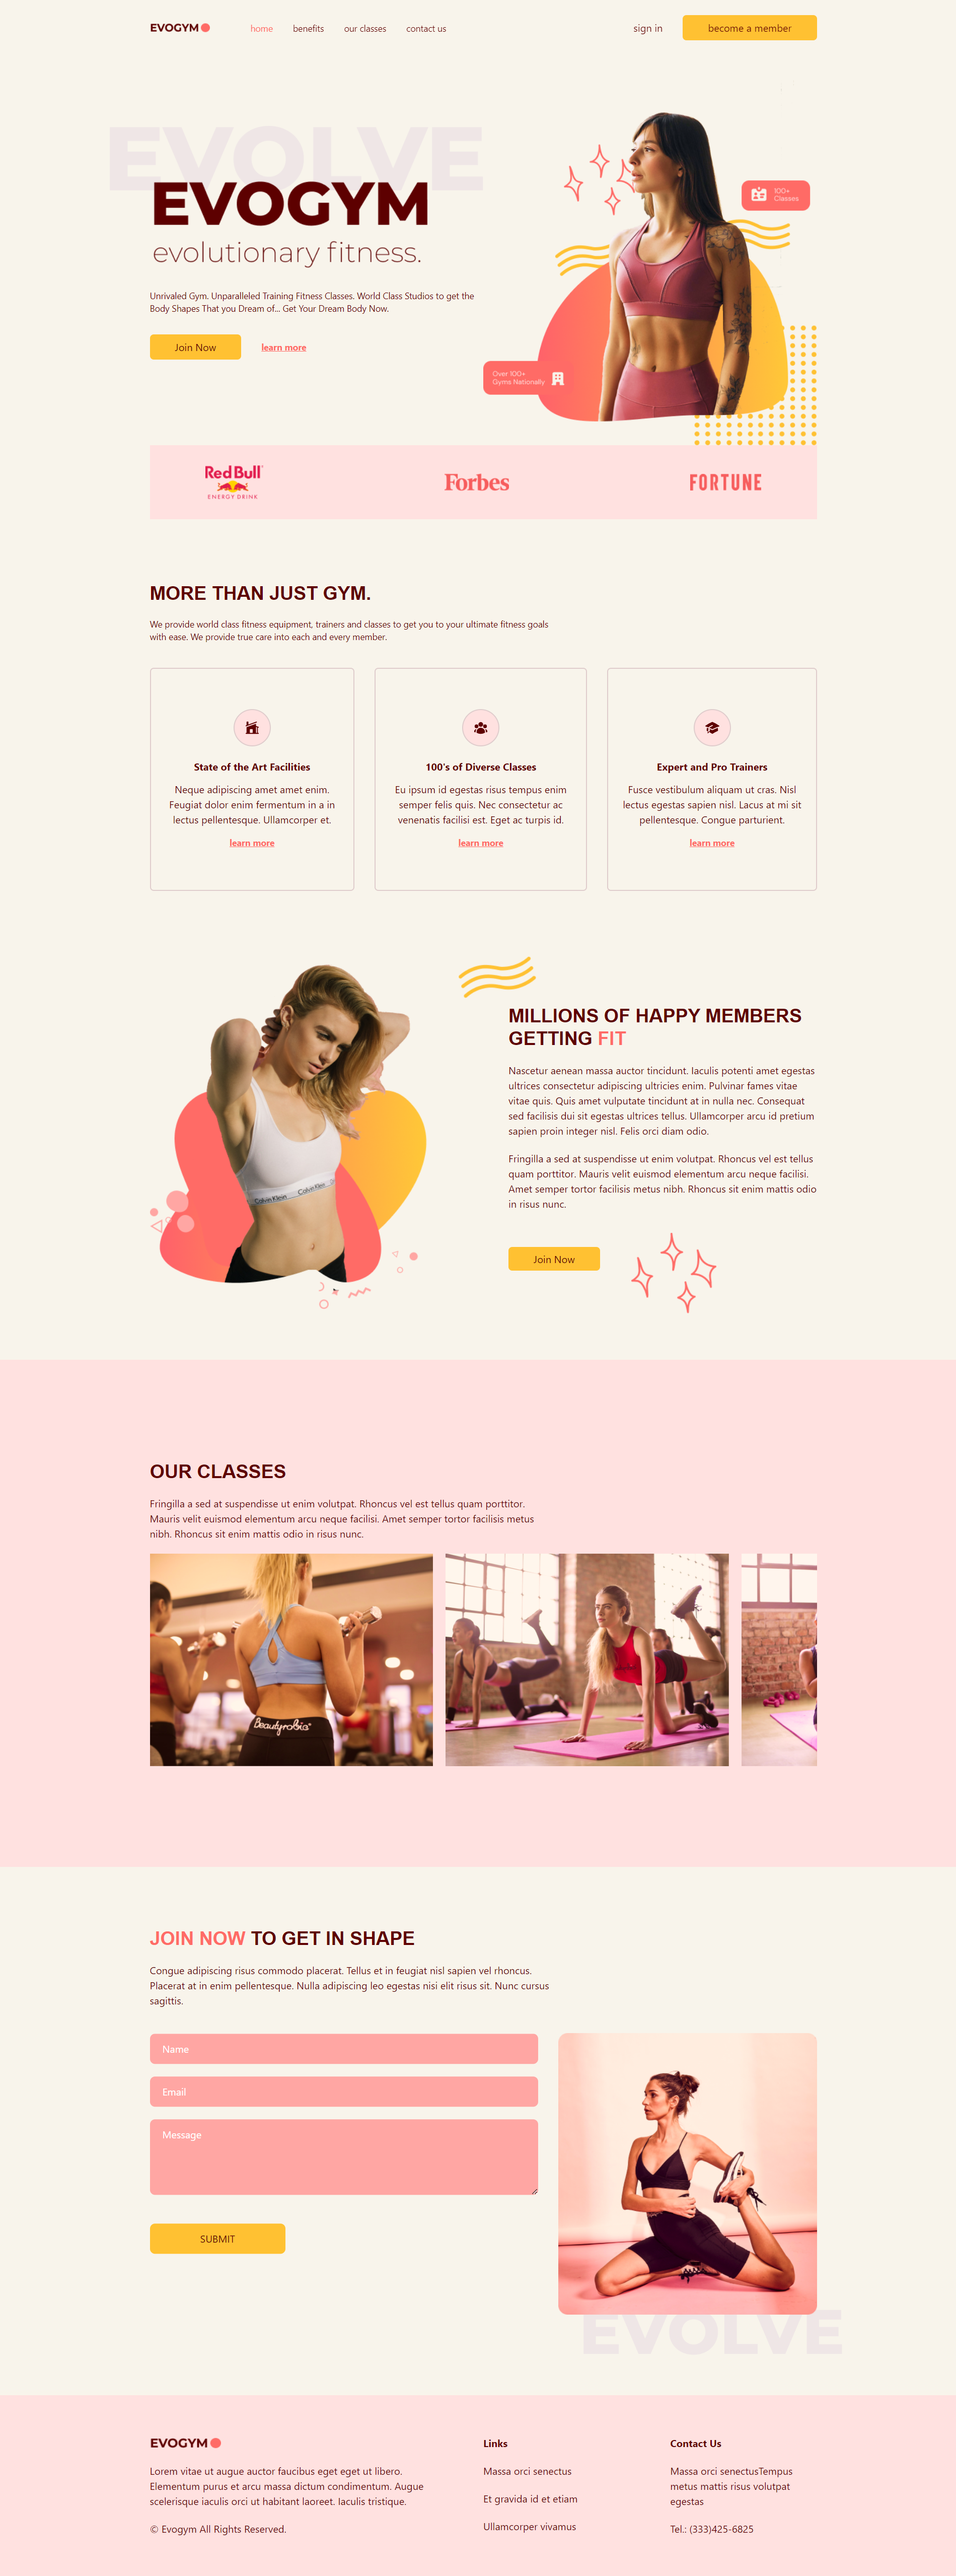 EVOGYM
home
benefits
our classes
contact us
sign in
become a member
EVOLVE
EVOGYM
evolutionary fitness.
Unrivaled Gym. Unparalleled Training Fitness Classes. World Class Studios to get the
Body Shapes That you Dream of... Get Your Dream Body Now.
Join Now
learn more
100+
Classes
Over 100+
Gyms Nationally
Red Bull
ENERGY DRINK
Forbes
FORTUNE
MORE THAN JUST GYM.
We provide world class fitness equipment, trainers and classes to get you to your ultimate fitness goals
with ease. We provide true care into each and every member.
State of the Art Facilities
Neque adipiscing amet amet enim.
Feugiat dolor enim fermentum in a in
lectus pellentesque. Ullamcorper et.
learn more
100's of Diverse Classes
Eu ipsum id egestas risus tempus enim
semper felis quis. Nec consectetur ac
venenatis facilisi est. Eget ac turpis id.
learn more
Expert and Pro Trainers
Fusce vestibulum aliquam ut cras. Nisl
lectus egestas sapien nisl. Lacus at mi sit
pellentesque. Congue parturient.
learn more
Calvin Klein
Calvin Klein
MILLIONS OF HAPPY MEMBERS
GETTING FIT
Nascetur aenean massa auctor tincidunt. Iaculis potenti amet egestas
ultrices consectetur adipiscing ultricies enim. Pulvinar fames vitae
vitae quis. Quis amet vulputate tincidunt at in nulla nec. Consequat
sed facilisis dui sit egestas ultrices tellus. Ullamcorper arcu id pretium
sapien proin integer nisl. Felis orci diam odio.
Fringilla a sed at suspendisse ut enim volutpat. Rhoncus vel est tellus
quam porttitor. Mauris velit euismod elementum arcu neque facilisi.
Amet semper tortor facilisis metus nibh. Rhoncus sit enim mattis odio
in risus nunc.
Join Now
OUR CLASSES
Fringilla a sed at suspendisse ut enim volutpat. Rhoncus vel est tellus quam porttitor.
Mauris velit euismod elementum arcu neque facilisi. Amet semper tortor facilisis metus
nibh. Rhoncus sit enim mattis odio in risus nunc.
Beautyrobics
JOIN NOW TO GET IN SHAPE
Congue adipiscing risus commodo placerat. Tellus et in feugiat nisl sapien vel rhoncus.
Placerat at in enim pellentesque. Nulla adipiscing leo egestas nisi elit risus sit. Nunc cursus
sagittis.
Name
Email
Message
SUBMIT
EVOLVE
EVOGYM
Lorem vitae ut augue auctor faucibus eget eget ut libero.
Elementum purus et arcu massa dictum condimentum. Augue
scelerisque iaculis orci ut habitant laoreet. Iaculis tristique.
© Evogym All Rights Reserved.
Links
Massa orci senectus
Et gravida id et etiam
Ullamcorper vivamus
Contact Us
Massa orci senectusTempus
metus mattis risus volutpat
egestas
Tel.: (333)425-6825